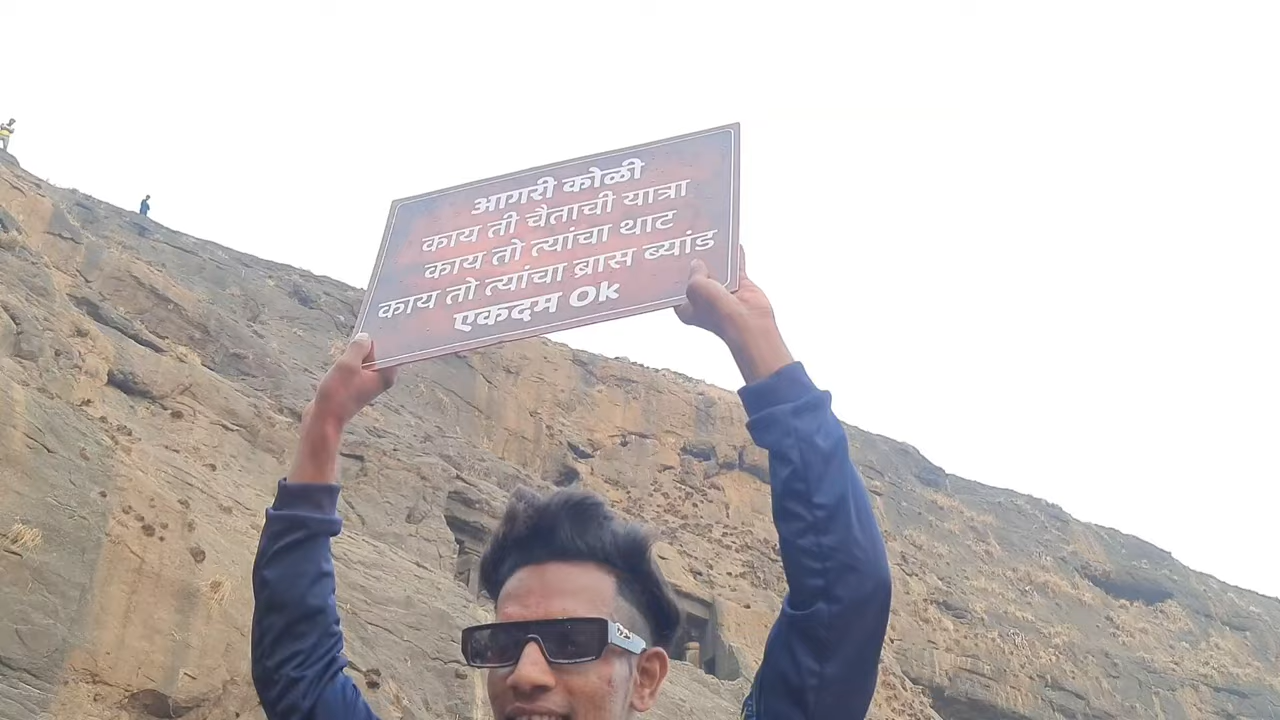 आगरी कोळी
काय ती चैताची यात्रा
काय तो त्यांचा थाट
काय तो त्यांचा ब्रास ब्यांड
एकदम Ok